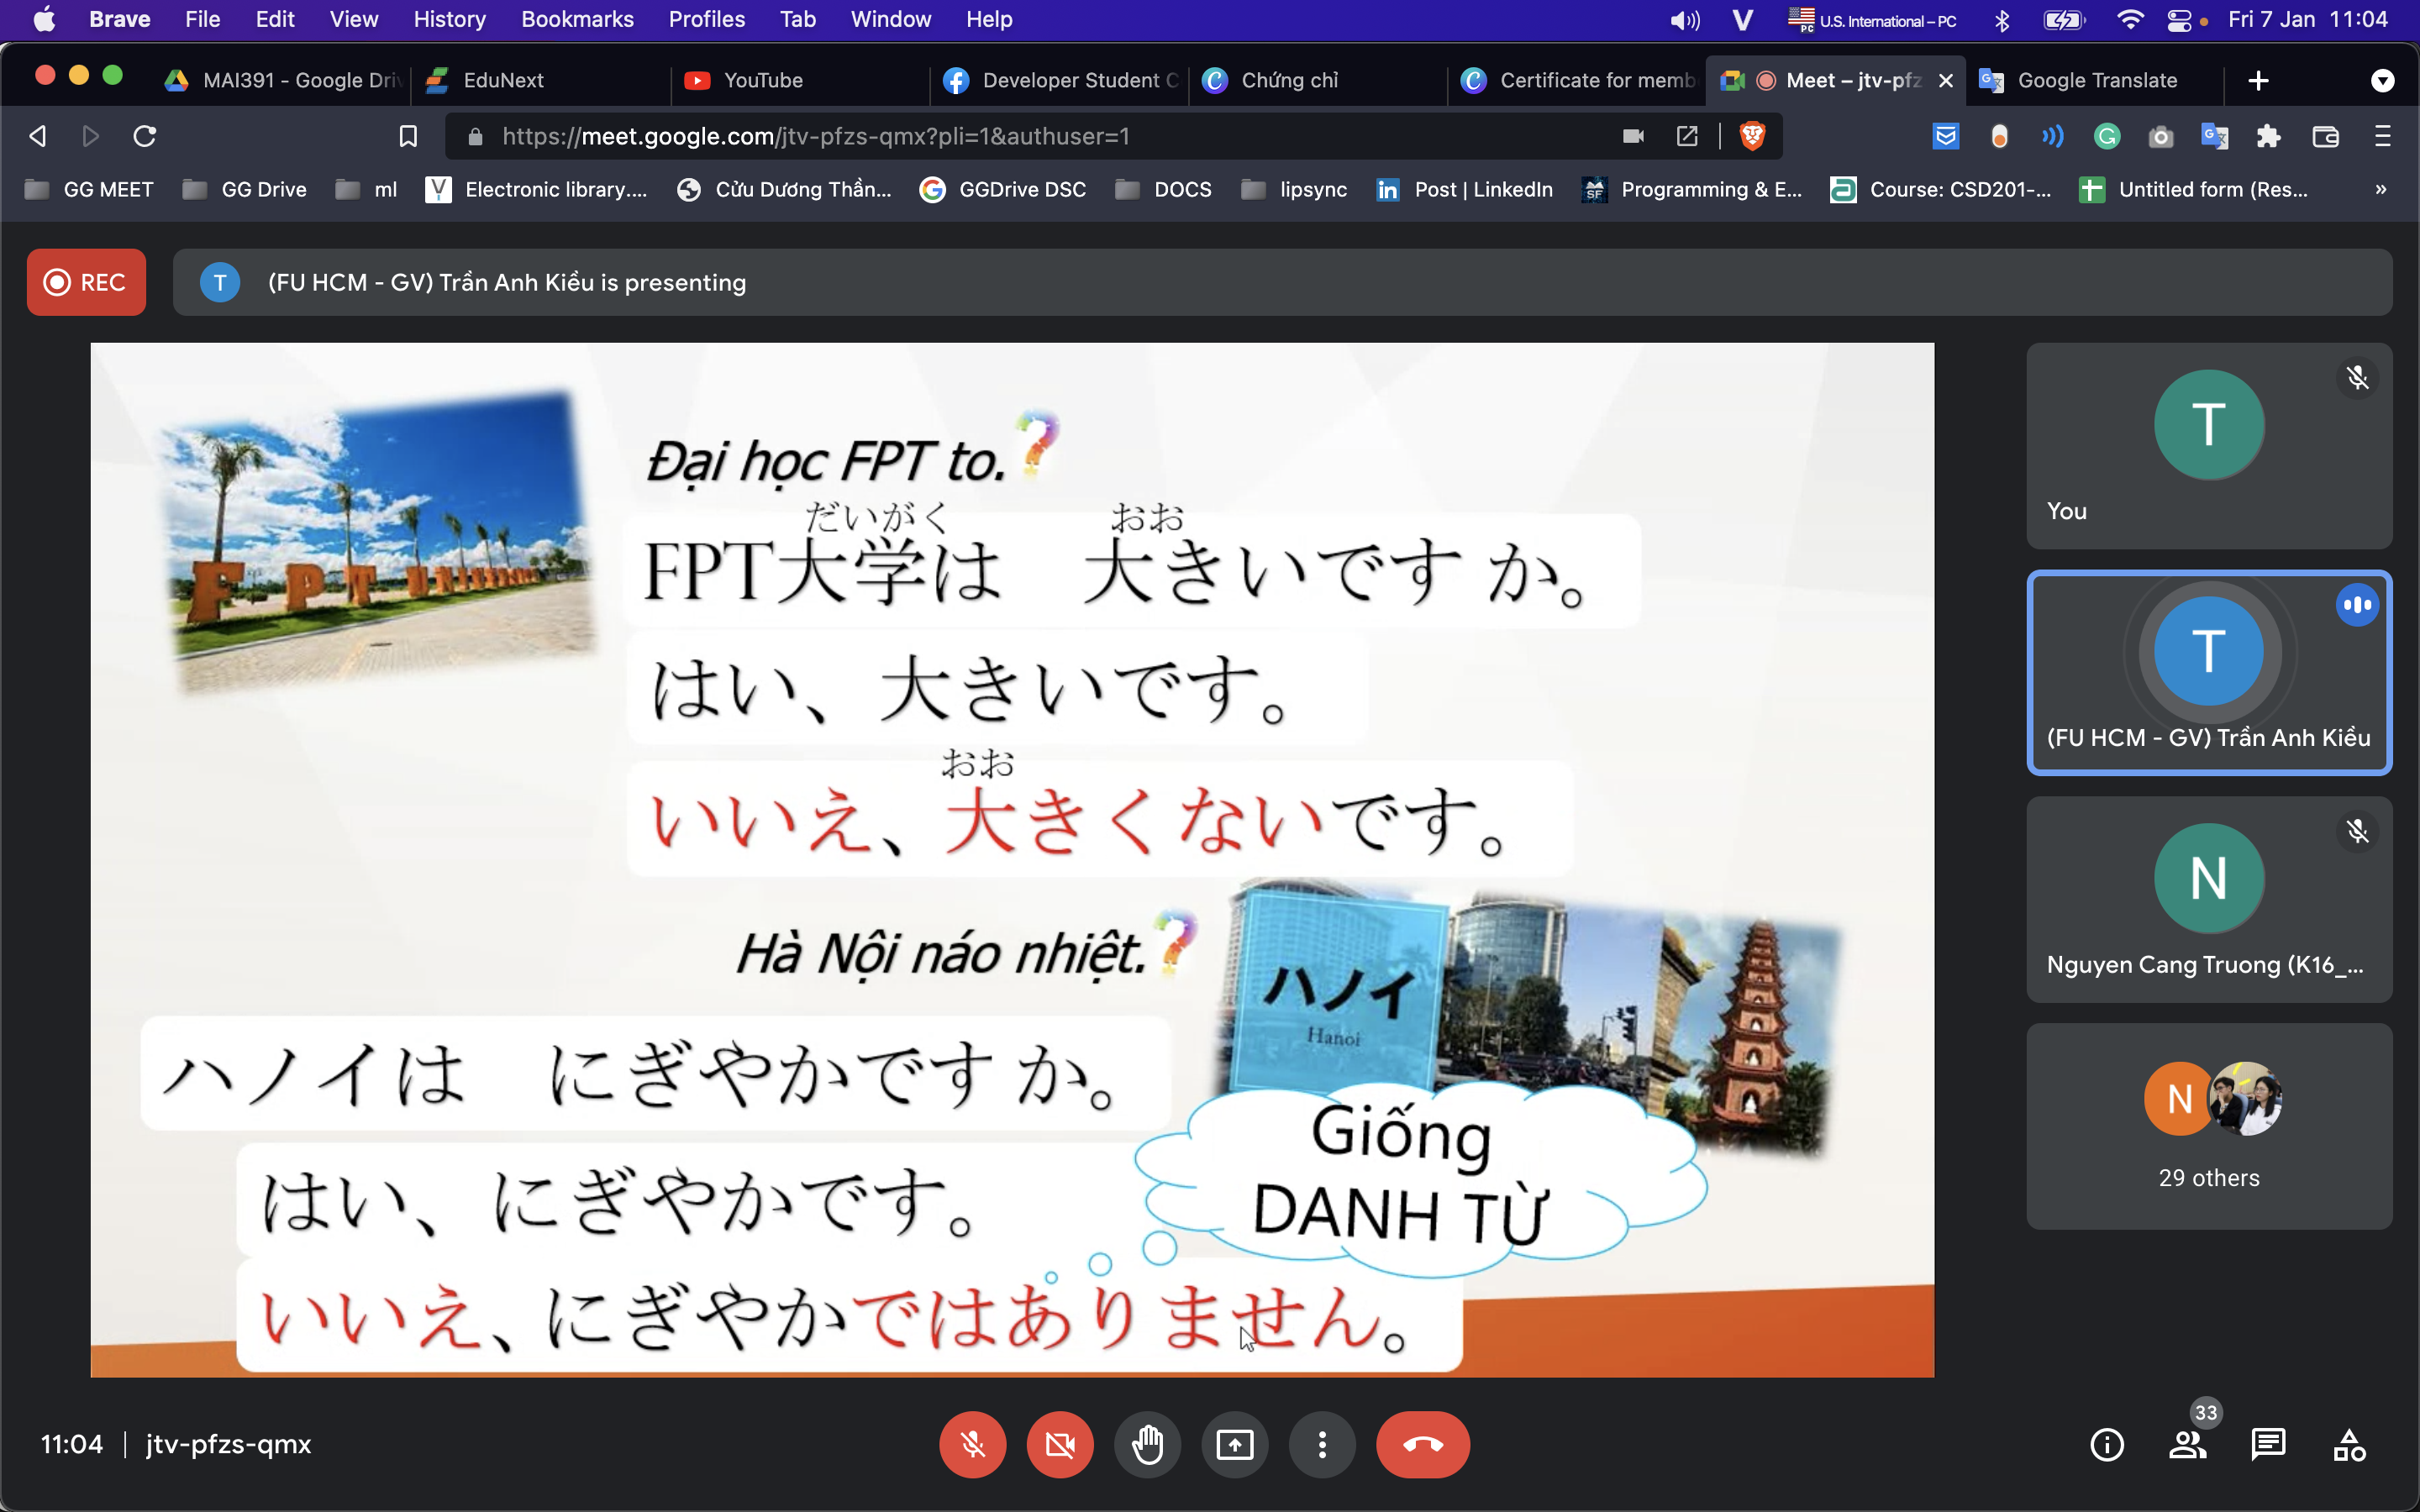 Brave File Edit View History Bookmarks Profiles Tab Window Help
V U.S. International – PC Fri 7 Jan 11:04
MAI391 - Google Driv
EduNext
YouTube
Developer Student C
Chứng chỉ
Certificate for memb
Meet – jtv-pfz
Google Translate
https://meet.google.com/jtv-pfzs-qmx?pli=1&authuser=1
GG MEET
GG Drive
ml
Electronic library....
Cửu Dương Thần...
GGDrive DSC
DOCS
lipsync
Post | LinkedIn
Programming & E...
Course: CSD201-...
Untitled form (Res...
»
REC
T (FU HCM - GV) Trần Anh Kiều is presenting
Đại học FPT to.?
だいがく おお
FPT大学は 大きいです か。
はい、大きいです。
おお
いいえ、大きくないです。
Hà Nội náo nhiệt.?
ハノイ
Hanoi
ハノイは にぎやかです か。
はい、にぎやかです。
いいえ、にぎやかではありません。
Giống
DANH TỪ
T
You
T
(FU HCM - GV) Trần Anh Kiều
N
Nguyen Cang Truong (K16_...
N
29 others
11:04 | jtv-pfzs-qmx
33